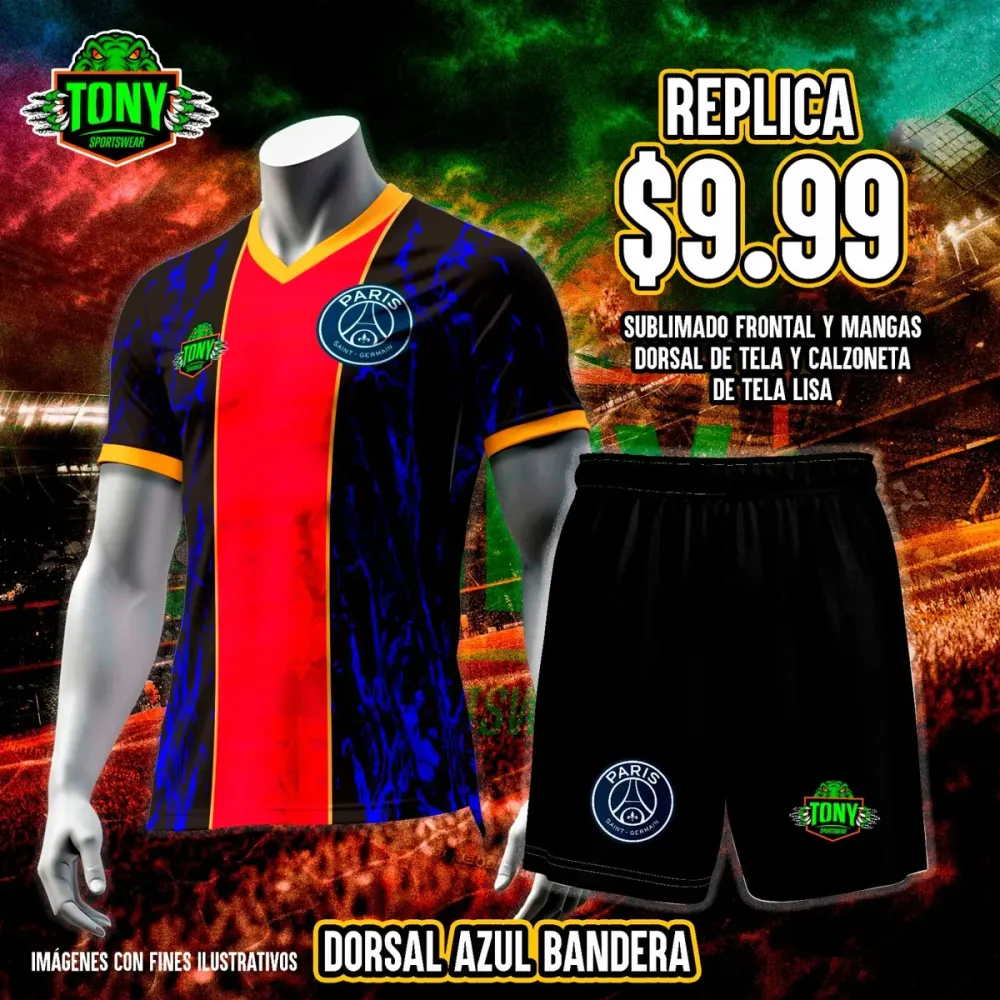 TONY
SPORTSWEAR
REPLICA
$9.99
SUBLIMADO FRONTAL Y MANGAS
DORSAL DE TELA Y CALZONETA
DE TELA LISA
PARIS
SAINT - GERMAIN
TONY
PARIS
SAINT - GERMAIN
TONY
SPORTSWEAR
IMÁGENES CON FINES ILUSTRATIVOS
DORSAL AZUL BANDERA